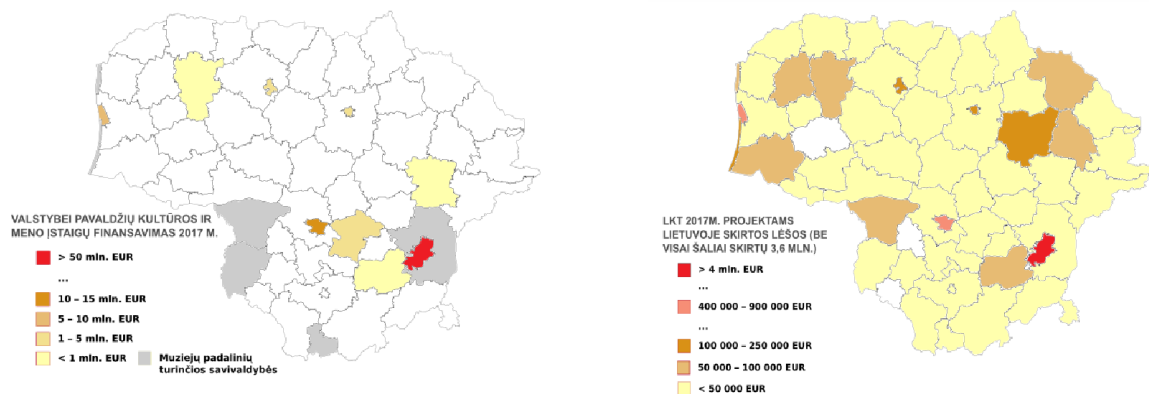 VALSTYBEI PAVALDŽIŲ KULTŪROS IR
MENO ĮSTAIGŲ FINANSAVIMAS 2017 M.
> 50 mln. EUR
...
10 – 15 mln. EUR
5 – 10 mln. EUR
1 – 5 mln. EUR
< 1 mln. EUR
Muziejų padalinių
turinčios savivaldybės
LKT 2017M. PROJEKTAMS
LIETUVOJE SKIRTOS LĖŠOS (BE
VISAI ŠALIAI SKIRTŲ 3,6 MLN.)
> 4 mln. EUR
...
400 000 – 900 000 EUR
...
100 000 – 250 000 EUR
50 000 – 100 000 EUR
< 50 000 EUR